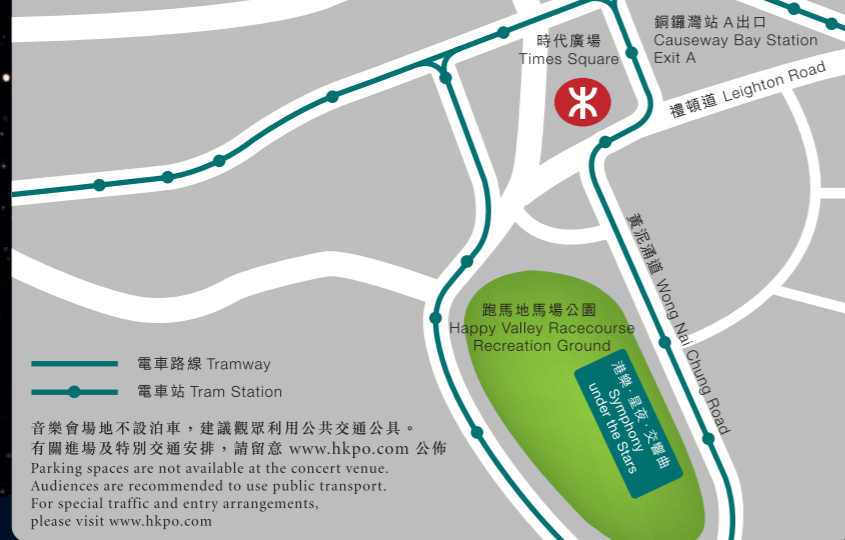 銅鑼灣站 A出口
Causeway Bay Station
Exit A
時代廣場
Times Square
禮頓道 Leighton Road
黃泥涌道 Wong Nai Chung Road
跑馬地馬場公園
Happy Valley Racecourse
Recreation Ground
港樂．星夜．交響曲
Symphony
under the Stars
電車路線 Tramway
電車站 Tram Station
音樂會場地不設泊車，建議觀眾利用公共交通公具。
有關進場及特別交通安排，請留意 www.hkpo.com 公佈
Parking spaces are not available at the concert venue.
Audiences are recommended to use public transport.
For special traffic and entry arrangements,
please visit www.hkpo.com